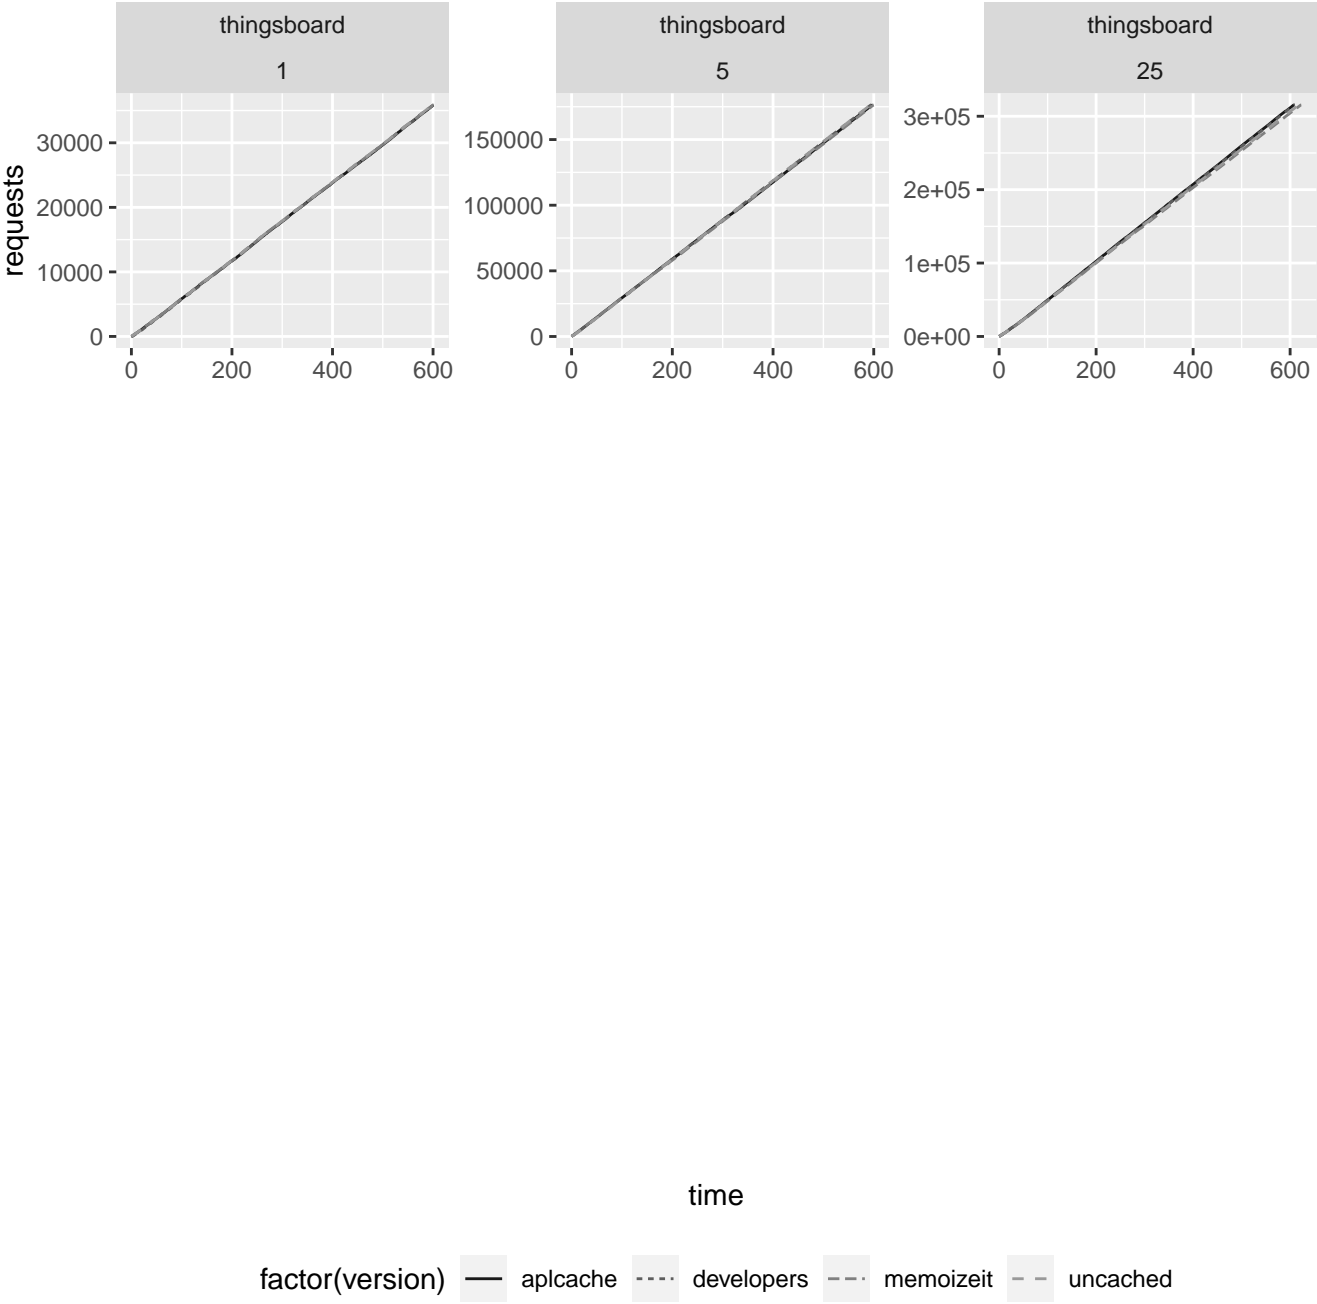 thingsboard
1
thingsboard
5
thingsboard
25
requests
30000
20000
10000
0
0 200 400 600
150000
100000
50000
0
0 200 400 600
3e+05
2e+05
1e+05
0e+00
0 200 400 600
time
factor(version) aplcache developers memoizeit uncached